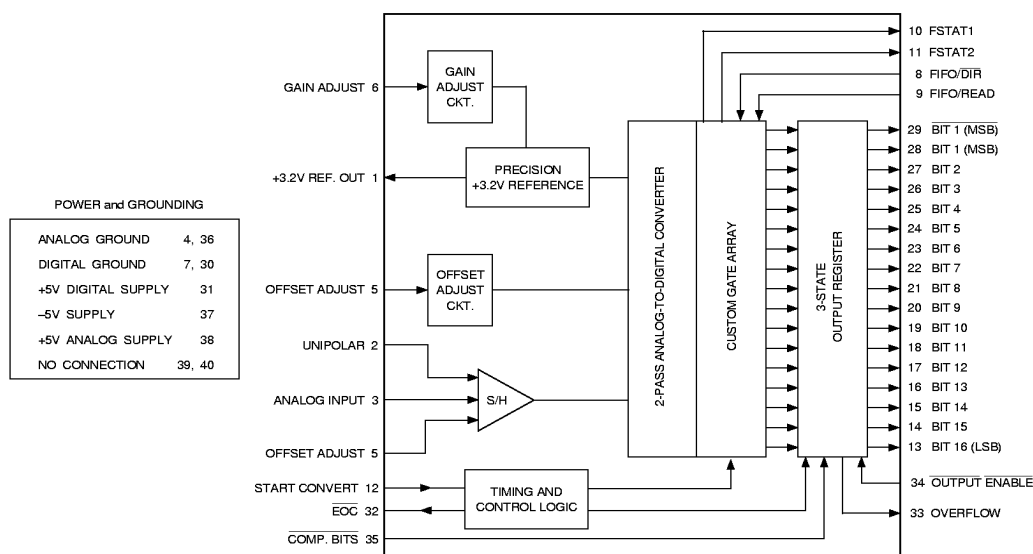 10 FSTAT1
11 FSTAT2
8 FIFO/DIR
9 FIFO/READ
GAIN ADJUST 6
GAIN
ADJUST
CKT.
+3.2V REF. OUT 1
PRECISION
+3.2V REFERENCE
POWER and GROUNDING
ANALOG GROUND 4, 36
DIGITAL GROUND 7, 30
+5V DIGITAL SUPPLY 31
–5V SUPPLY 37
+5V ANALOG SUPPLY 38
NO CONNECTION 39, 40
OFFSET ADJUST 5
OFFSET
ADJUST
CKT.
UNIPOLAR 2
ANALOG INPUT 3
S/H
OFFSET ADJUST 5
START CONVERT 12
EOC 32
TIMING AND
CONTROL LOGIC
COMP. BITS 35
2-PASS ANALOG-TO-DIGITAL CONVERTER
CUSTOM GATE ARRAY
3-STATE
OUTPUT REGISTER
29 BIT 1 (MSB)
28 BIT 1 (MSB)
27 BIT 2
26 BIT 3
25 BIT 4
24 BIT 5
23 BIT 6
22 BIT 7
21 BIT 8
20 BIT 9
19 BIT 10
18 BIT 11
17 BIT 12
16 BIT 13
15 BIT 14
14 BIT 15
13 BIT 16 (LSB)
34 OUTPUT ENABLE
33 OVERFLOW